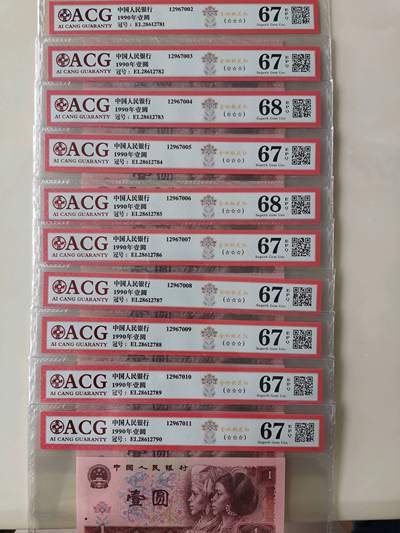 ACG 中国人民银行 12967002 67 EPQ
1990年壹圆
AI CANG GUARANTY 冠号: EL28612781 (☆☆☆) Superb Gem Unc
ACG 中国人民银行 12967003 67 EPQ
1990年壹圆
AI CANG GUARANTY 冠号: EL28612782 (☆☆☆) Superb Gem Unc
ACG 中国人民银行 12967004 68 EPQ
1990年壹圆
AI CANG GUARANTY 冠号: EL28612783 (☆☆☆) Superb Gem Unc
ACG 中国人民银行 12967005 67 EPQ
1990年壹圆
AI CANG GUARANTY 冠号: EL28612784 (☆☆☆) Superb Gem Unc
ACG 中国人民银行 12967006 68 EPQ
1990年壹圆
AI CANG GUARANTY 冠号: EL28612785 (☆☆☆) Superb Gem Unc
ACG 中国人民银行 12967007 67 EPQ
1990年壹圆
AI CANG GUARANTY 冠号: EL28612786 (☆☆☆) Superb Gem Unc
ACG 中国人民银行 12967008 67 EPQ
1990年壹圆
AI CANG GUARANTY 冠号: EL28612787 (☆☆☆) Superb Gem Unc
ACG 中国人民银行 12967009 67 EPQ
1990年壹圆
AI CANG GUARANTY 冠号: EL28612788 (☆☆☆) Superb Gem Unc
ACG 中国人民银行 12967010 67 EPQ
1990年壹圆
AI CANG GUARANTY 冠号: EL28612789 (☆☆☆) Superb Gem Unc
ACG 中国人民银行 12967011 67 EPQ
1990年壹圆
AI CANG GUARANTY 冠号: EL28612790 (☆☆☆) Superb Gem Unc
中国人民银行 1
壹圆